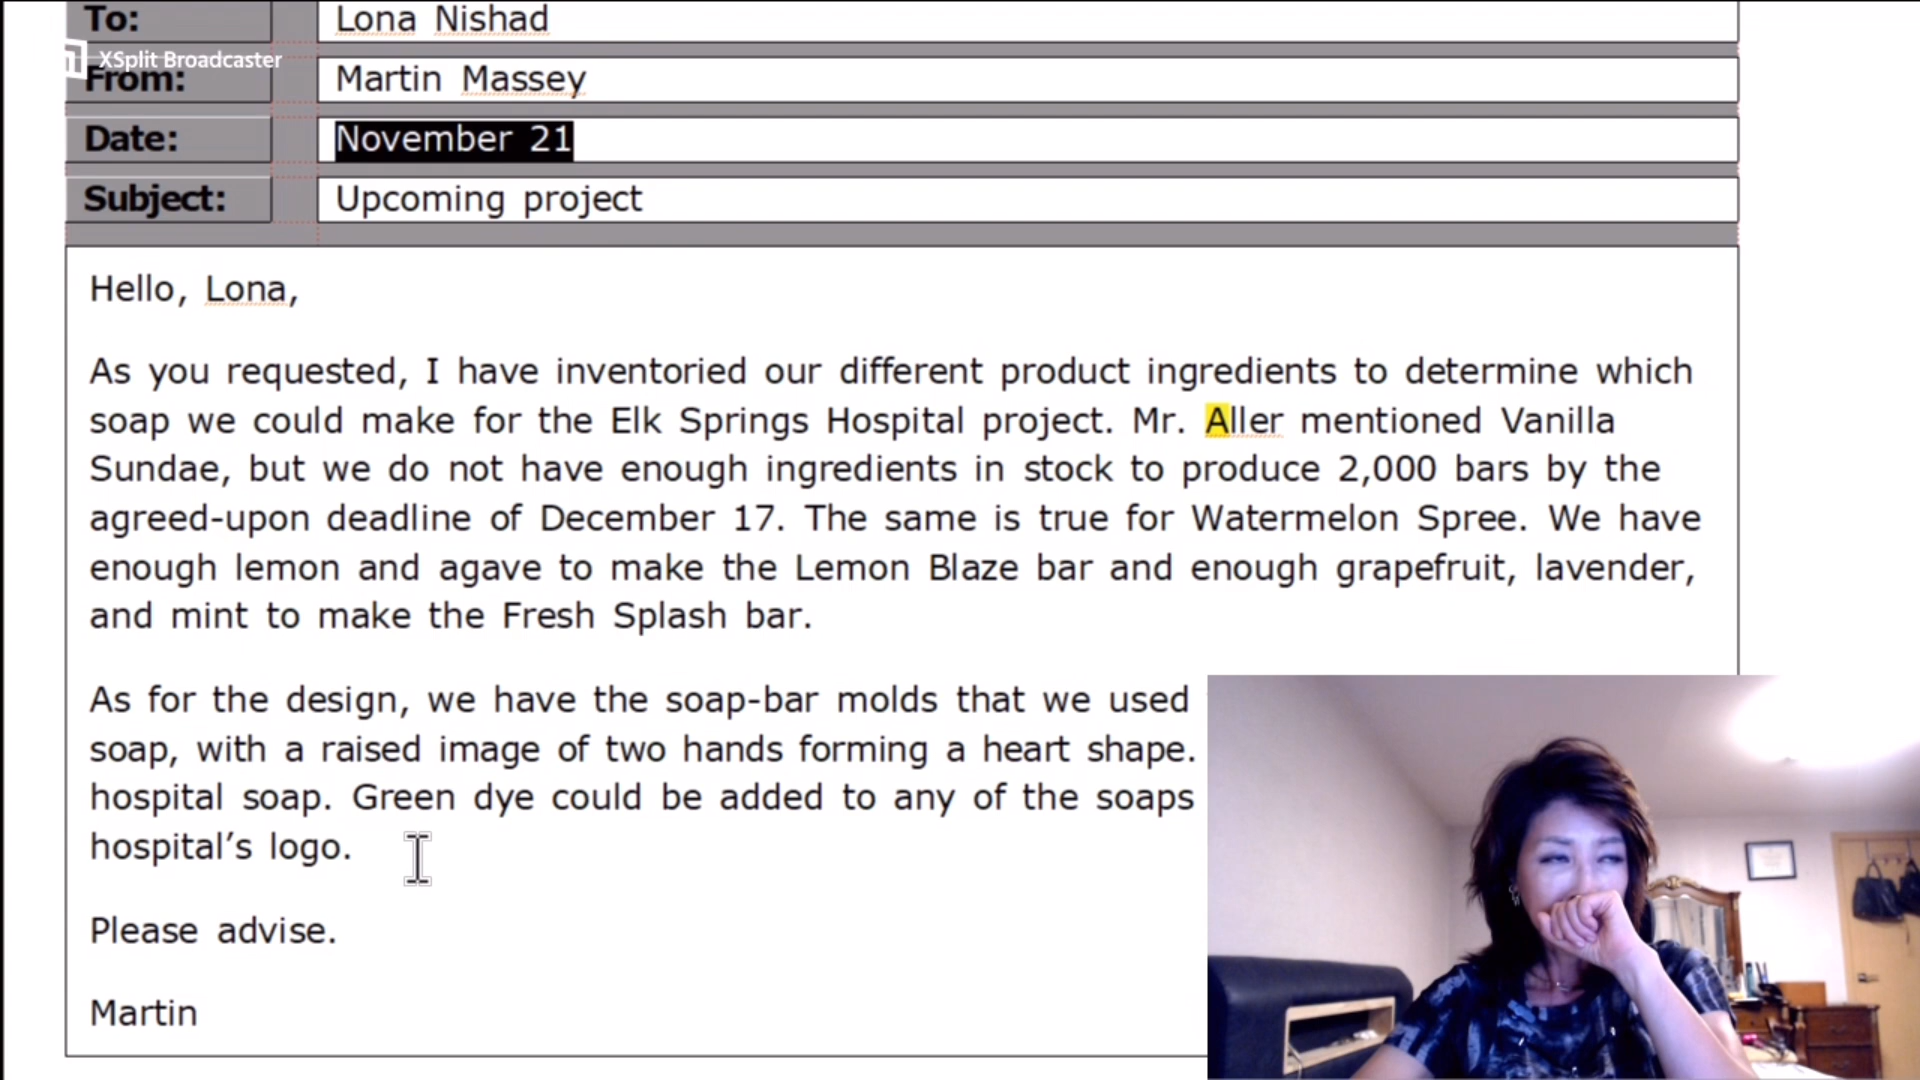 To: Lona Nishad
XSplit Broadcaster
From: Martin Massey
Date: November 21
Subject: Upcoming project
Hello, Lona,
As you requested, I have inventoried our different product ingredients to determine which
soap we could make for the Elk Springs Hospital project. Mr. Aller mentioned Vanilla
Sundae, but we do not have enough ingredients in stock to produce 2,000 bars by the
agreed-upon deadline of December 17. The same is true for Watermelon Spree. We have
enough lemon and agave to make the Lemon Blaze bar and enough grapefruit, lavender,
and mint to make the Fresh Splash bar.
As for the design, we have the soap-bar molds that we used
soap, with a raised image of two hands forming a heart shape.
hospital soap. Green dye could be added to any of the soaps
hospital’s logo.
Please advise.
Martin